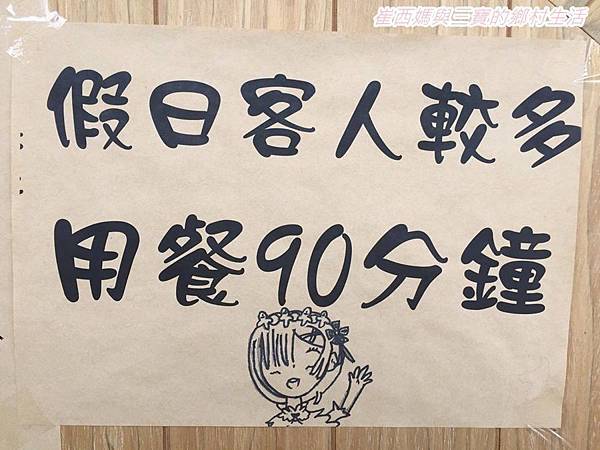 崔西媽與三寶的鄉村生活
假日客人較多
用餐90分鐘